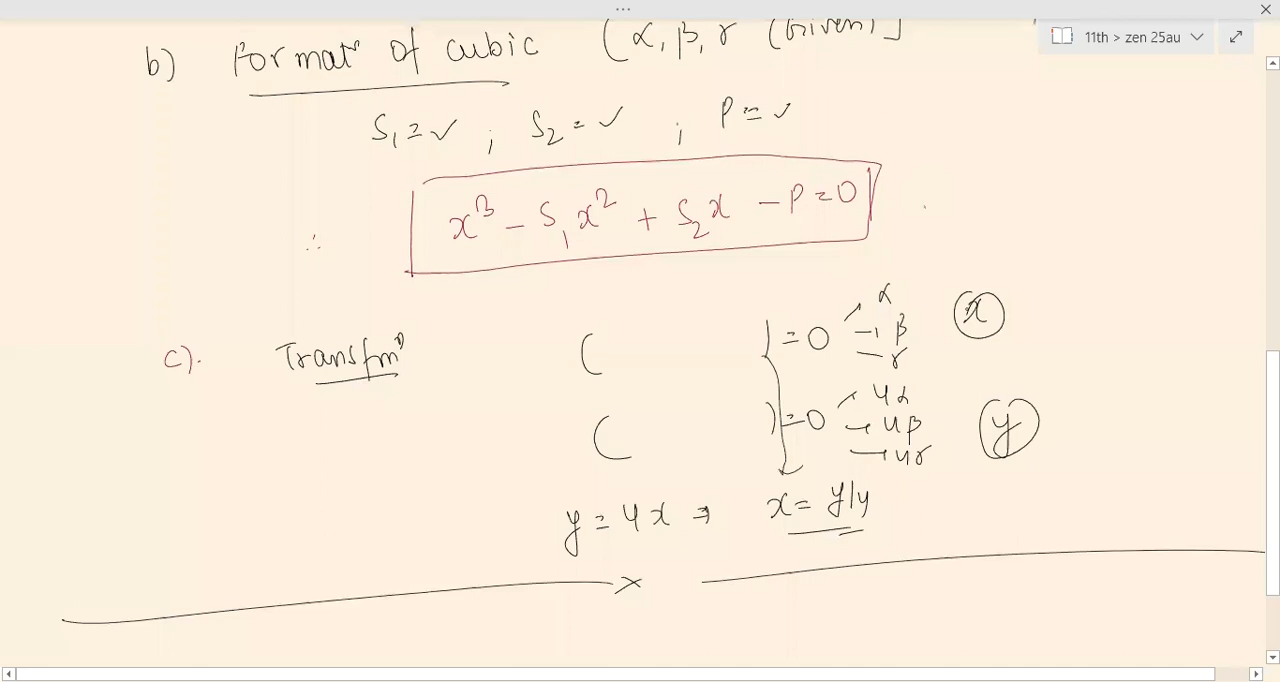 11th > zen 25au
b) Formatⁿ of cubic (α, β, γ (Given)]
S₁ = ✓ ; S₂ = ✓ ; P = ✓
∴ x³ - S₁x² + S₂x - P = 0
c). Transfmⁿ ( ) = 0 α β γ x
( ) = 0 4α 4β 4γ y
y = 4x ⇒ x = y/4
x